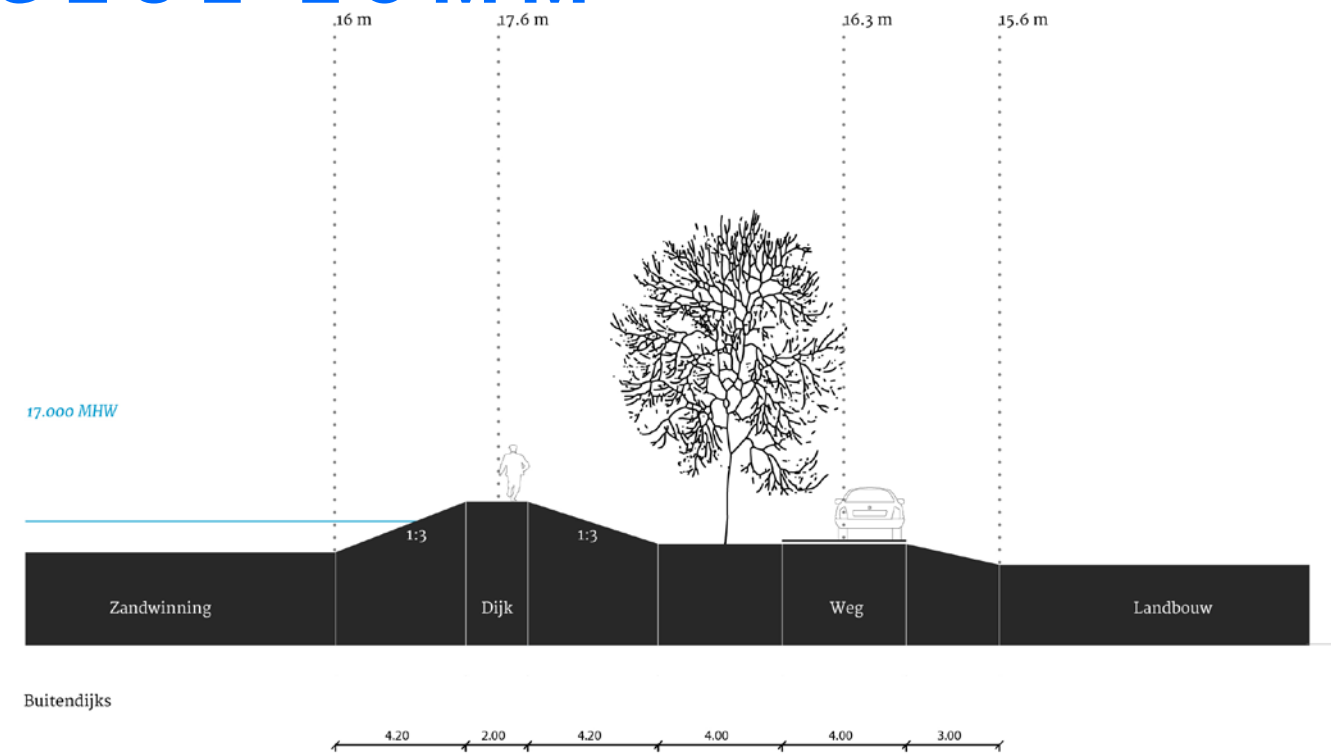 16 m
17.6 m
16.3 m
15.6 m
17.000 MHW
1:3
1:3
Zandwinning
Dijk
Weg
Landbouw
Buitendijks
4.20
2.00
4.20
4.00
4.00
3.00